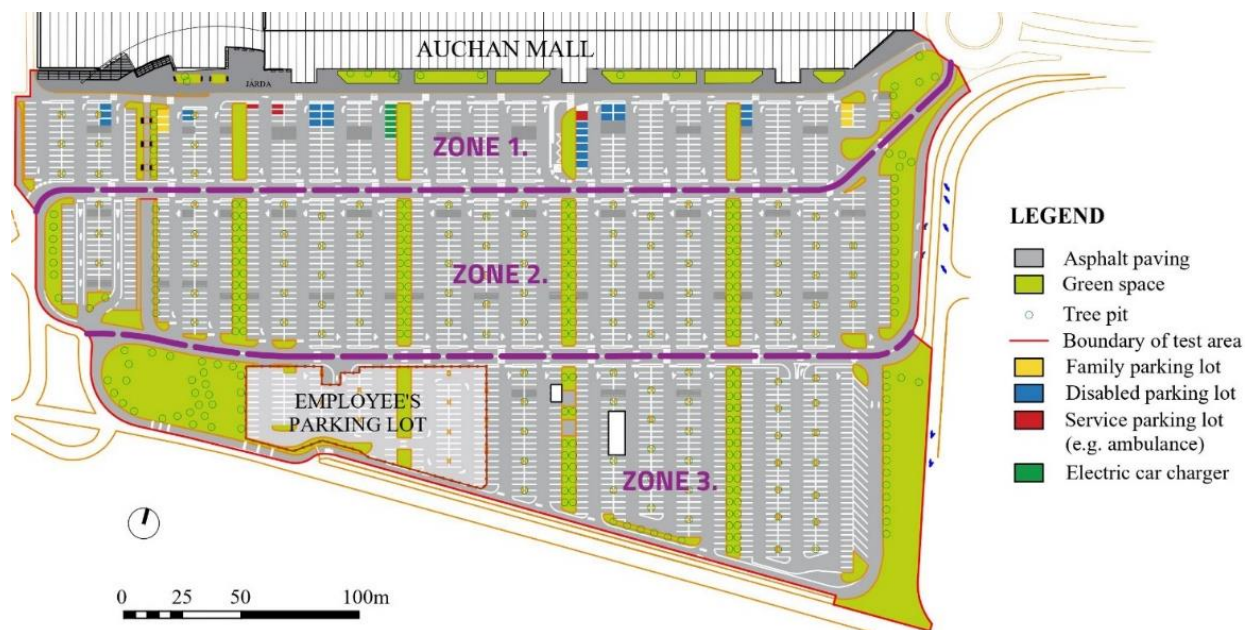 AUCHAN MALL
JÁRDA
ZONE 1.
ZONE 2.
EMPLOYEE'S
PARKING LOT
ZONE 3.
0 25 50 100m
LEGEND
Asphalt paving
Green space
Tree pit
Boundary of test area
Family parking lot
Disabled parking lot
Service parking lot
(e.g. ambulance)
Electric car charger